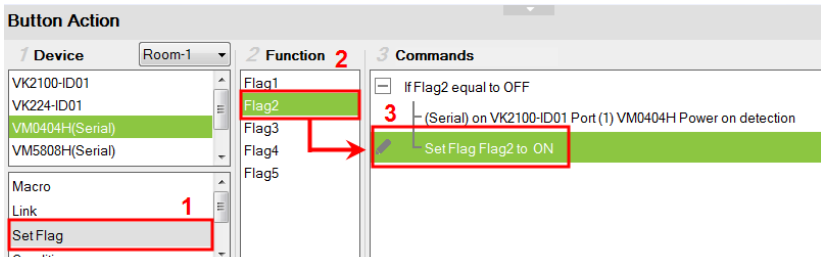 Button Action
1 Device Room-1
VK2100-ID01
VK224-ID01
VM0404H(Serial)
VM5808H(Serial)
Macro
Link 1
Set Flag
2 Function 2
Flag1
Flag2
Flag3
Flag4
Flag5
3 Commands
If Flag2 equal to OFF
3 (Serial) on VK2100-ID01 Port (1) VM0404H Power on detection
Set Flag Flag2 to ON